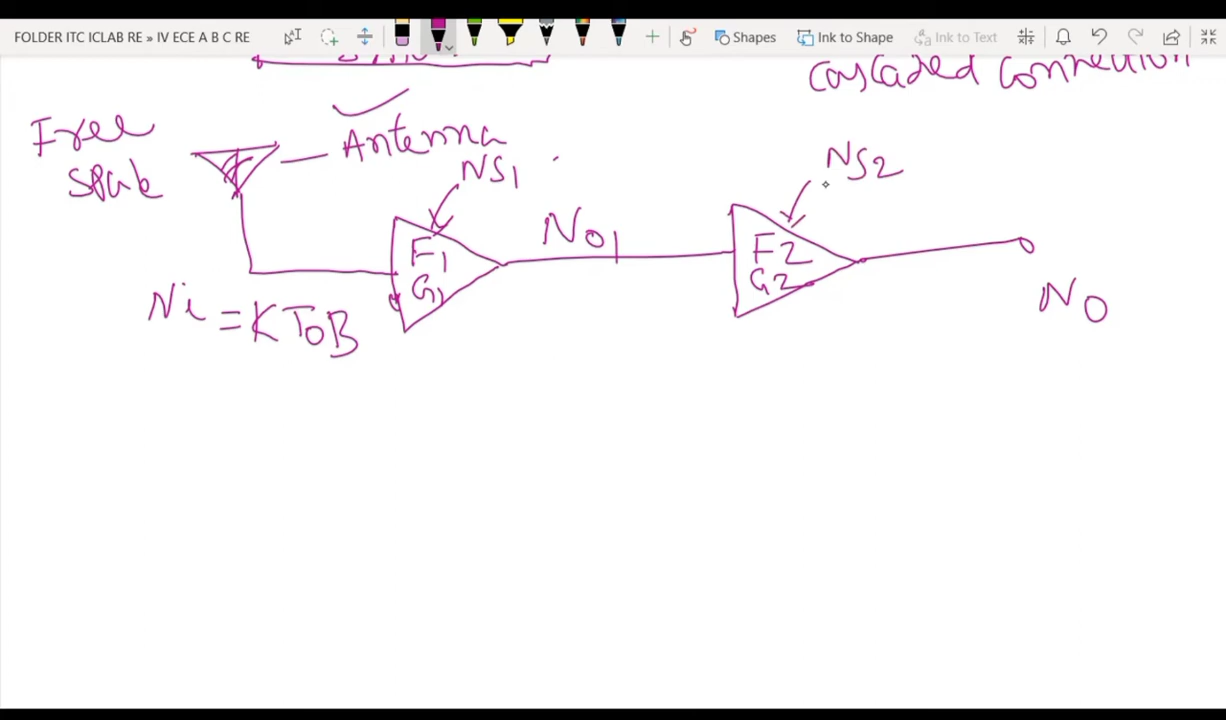 FOLDER ITC ICLAB RE » IV ECE A B C RE
Shapes
Ink to Shape
Ink to Text
Cascaded Connection
Free
Antenna
NS1
NS2
NO1
F1
G1
F2
G2
Ni = KTOB
NO